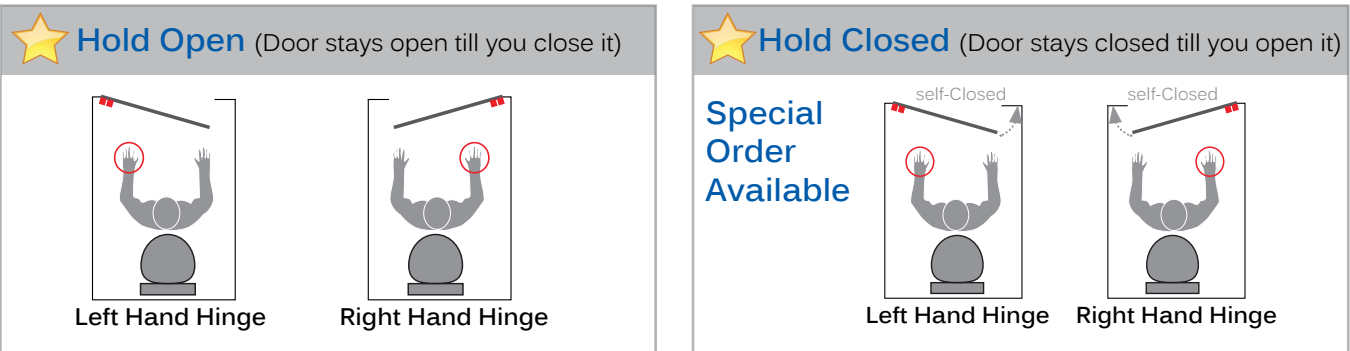 Hold Open (Door stays open till you close it)
Left Hand Hinge
Right Hand Hinge
Hold Closed (Door stays closed till you open it)
Special
Order
Available
self-Closed
self-Closed
Left Hand Hinge
Right Hand Hinge